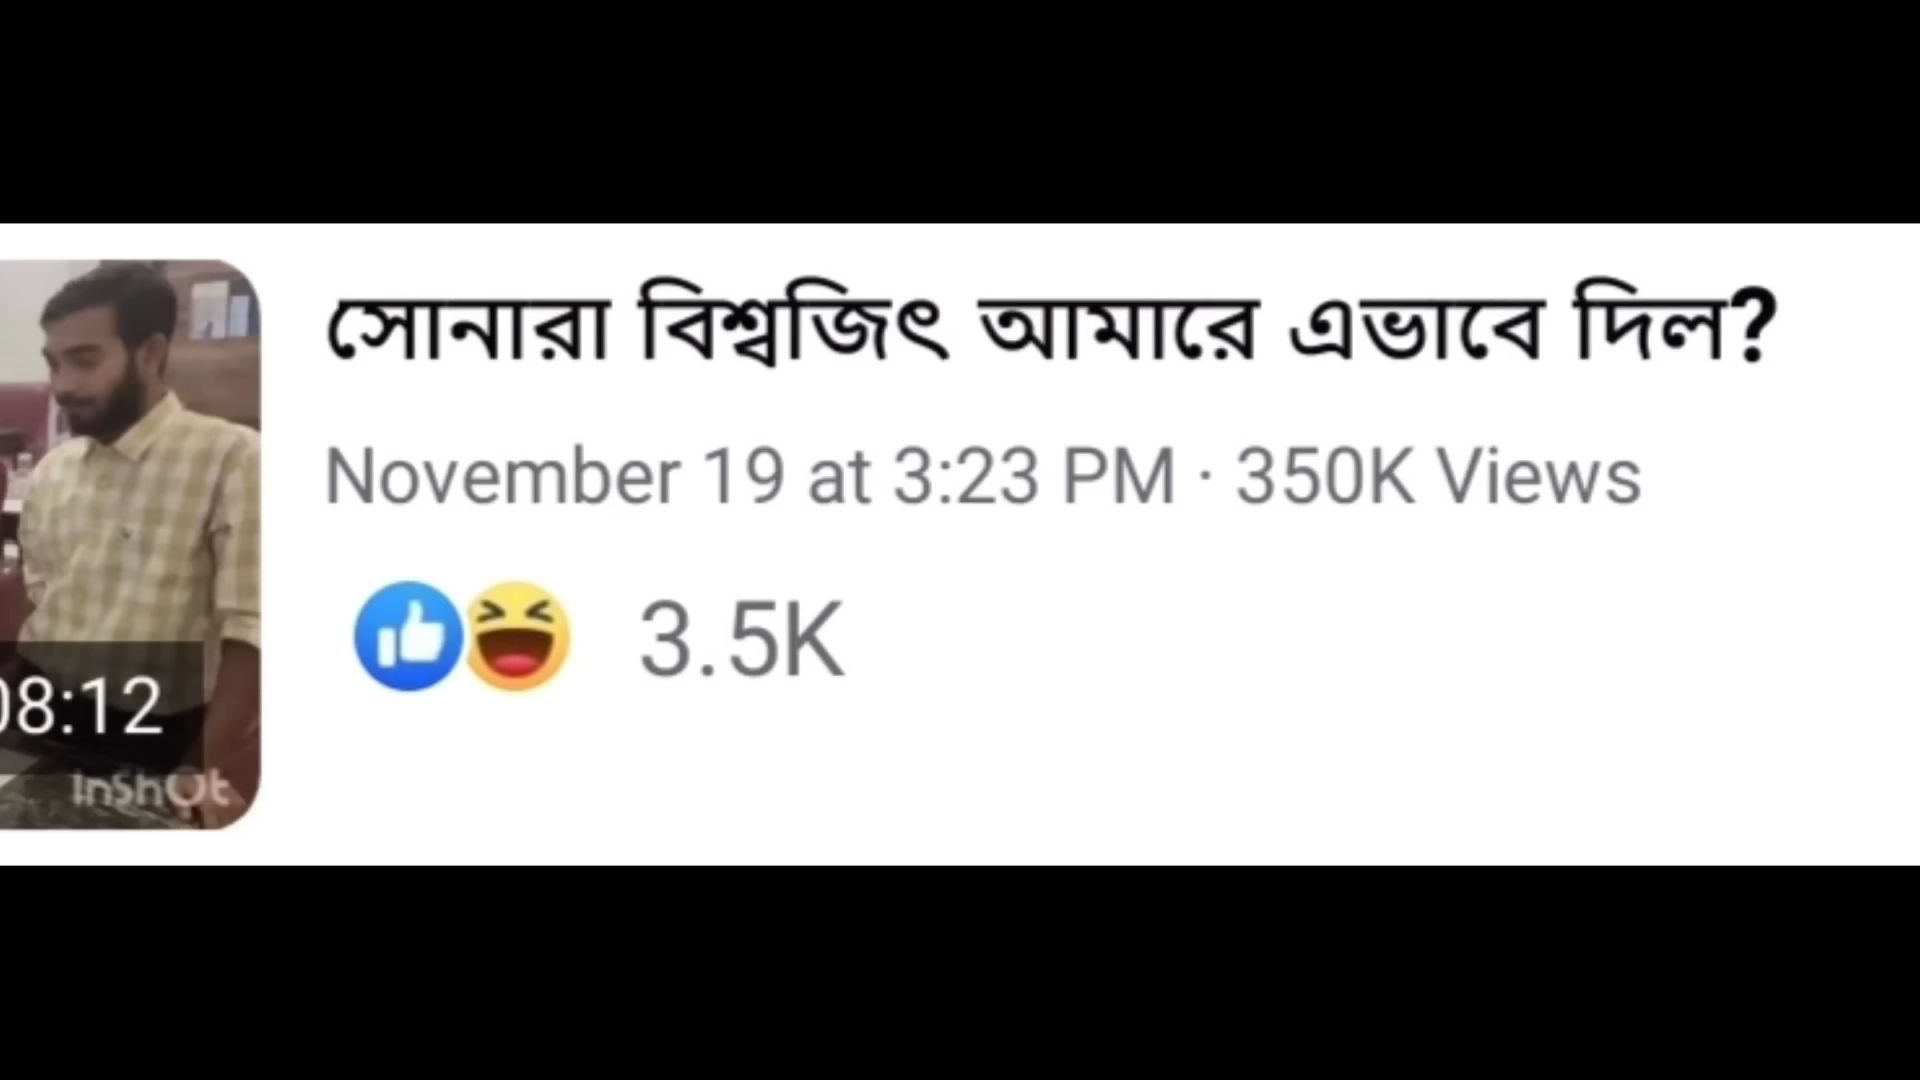 সোনারা বিশ্বজিৎ আমারে এভাবে দিল?
November 19 at 3:23 PM · 350K Views
3.5K
08:12
InShOt